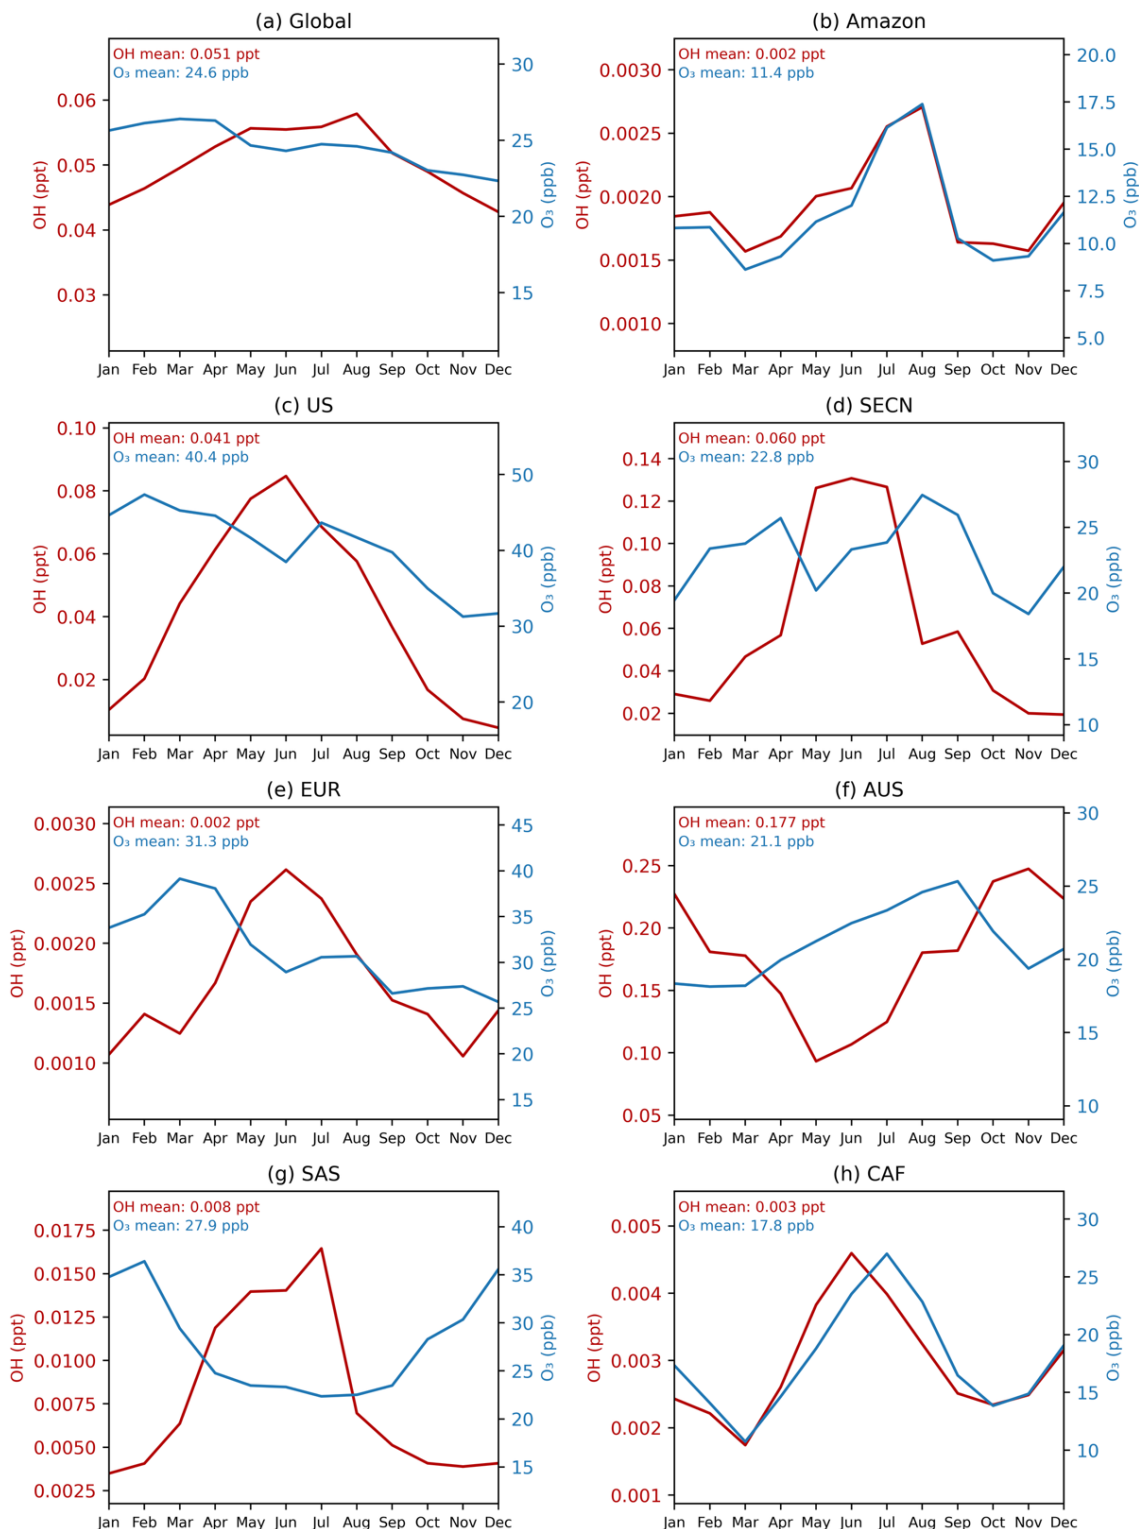 (a) Global
OH mean: 0.051 ppt
O₃ mean: 24.6 ppb
OH (ppt)
0.06
0.05
0.04
0.03
O₃ (ppb)
30
25
20
15
Jan Feb Mar Apr May Jun Jul Aug Sep Oct Nov Dec
(b) Amazon
OH mean: 0.002 ppt
O₃ mean: 11.4 ppb
OH (ppt)
0.0030
0.0025
0.0020
0.0015
0.0010
O₃ (ppb)
20.0
17.5
15.0
12.5
10.0
7.5
5.0
Jan Feb Mar Apr May Jun Jul Aug Sep Oct Nov Dec
(c) US
OH mean: 0.041 ppt
O₃ mean: 40.4 ppb
OH (ppt)
0.10
0.08
0.06
0.04
0.02
O₃ (ppb)
50
40
30
20
Jan Feb Mar Apr May Jun Jul Aug Sep Oct Nov Dec
(d) SECN
OH mean: 0.060 ppt
O₃ mean: 22.8 ppb
OH (ppt)
0.14
0.12
0.10
0.08
0.06
0.04
0.02
O₃ (ppb)
30
25
20
15
10
Jan Feb Mar Apr May Jun Jul Aug Sep Oct Nov Dec
(e) EUR
OH mean: 0.002 ppt
O₃ mean: 31.3 ppb
OH (ppt)
0.0030
0.0025
0.0020
0.0015
0.0010
O₃ (ppb)
45
40
35
30
25
20
15
Jan Feb Mar Apr May Jun Jul Aug Sep Oct Nov Dec
(f) AUS
OH mean: 0.177 ppt
O₃ mean: 21.1 ppb
OH (ppt)
0.25
0.20
0.15
0.10
0.05
O₃ (ppb)
30
25
20
15
10
Jan Feb Mar Apr May Jun Jul Aug Sep Oct Nov Dec
(g) SAS
OH mean: 0.008 ppt
O₃ mean: 27.9 ppb
OH (ppt)
0.0175
0.0150
0.0125
0.0100
0.0075
0.0050
0.0025
O₃ (ppb)
40
35
30
25
20
15
Jan Feb Mar Apr May Jun Jul Aug Sep Oct Nov Dec
(h) CAF
OH mean: 0.003 ppt
O₃ mean: 17.8 ppb
OH (ppt)
0.005
0.004
0.003
0.002
0.001
O₃ (ppb)
30
25
20
15
10
Jan Feb Mar Apr May Jun Jul Aug Sep Oct Nov Dec